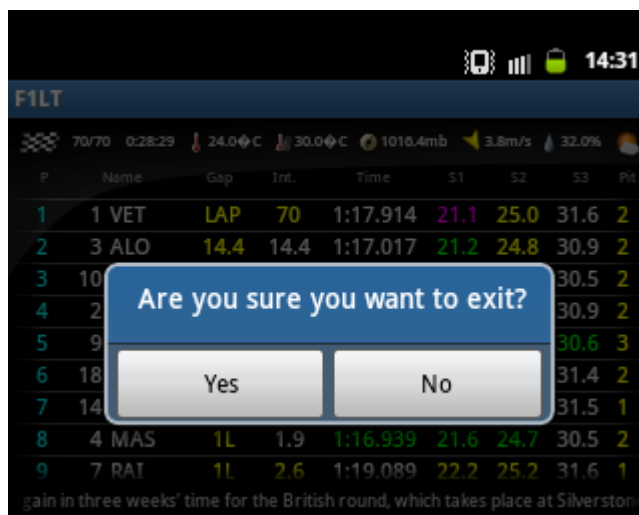 14:31
F1LT
70/70 0:28:29 24.0�C 30.0�C 1016.4mb 3.8m/s 32.0%
P Name Gap Int. Time S1 S2 S3 Pit
1 1 VET LAP 70 1:17.914 21.1 25.0 31.6 2
2 3 ALO 14.4 14.4 1:17.017 21.2 24.8 30.9 2
3 10 30.5 2
4 2 30.9 2
5 9 30.6 3
6 18 31.4 2
7 14 31.5 1
Are you sure you want to exit?
Yes No
8 4 MAS 1L 1.9 1:16.939 21.6 24.7 30.5 2
9 7 RAI 1L 2.6 1:19.089 22.2 25.2 31.6 1
gain in three weeks' time for the British round, which takes place at Silverston